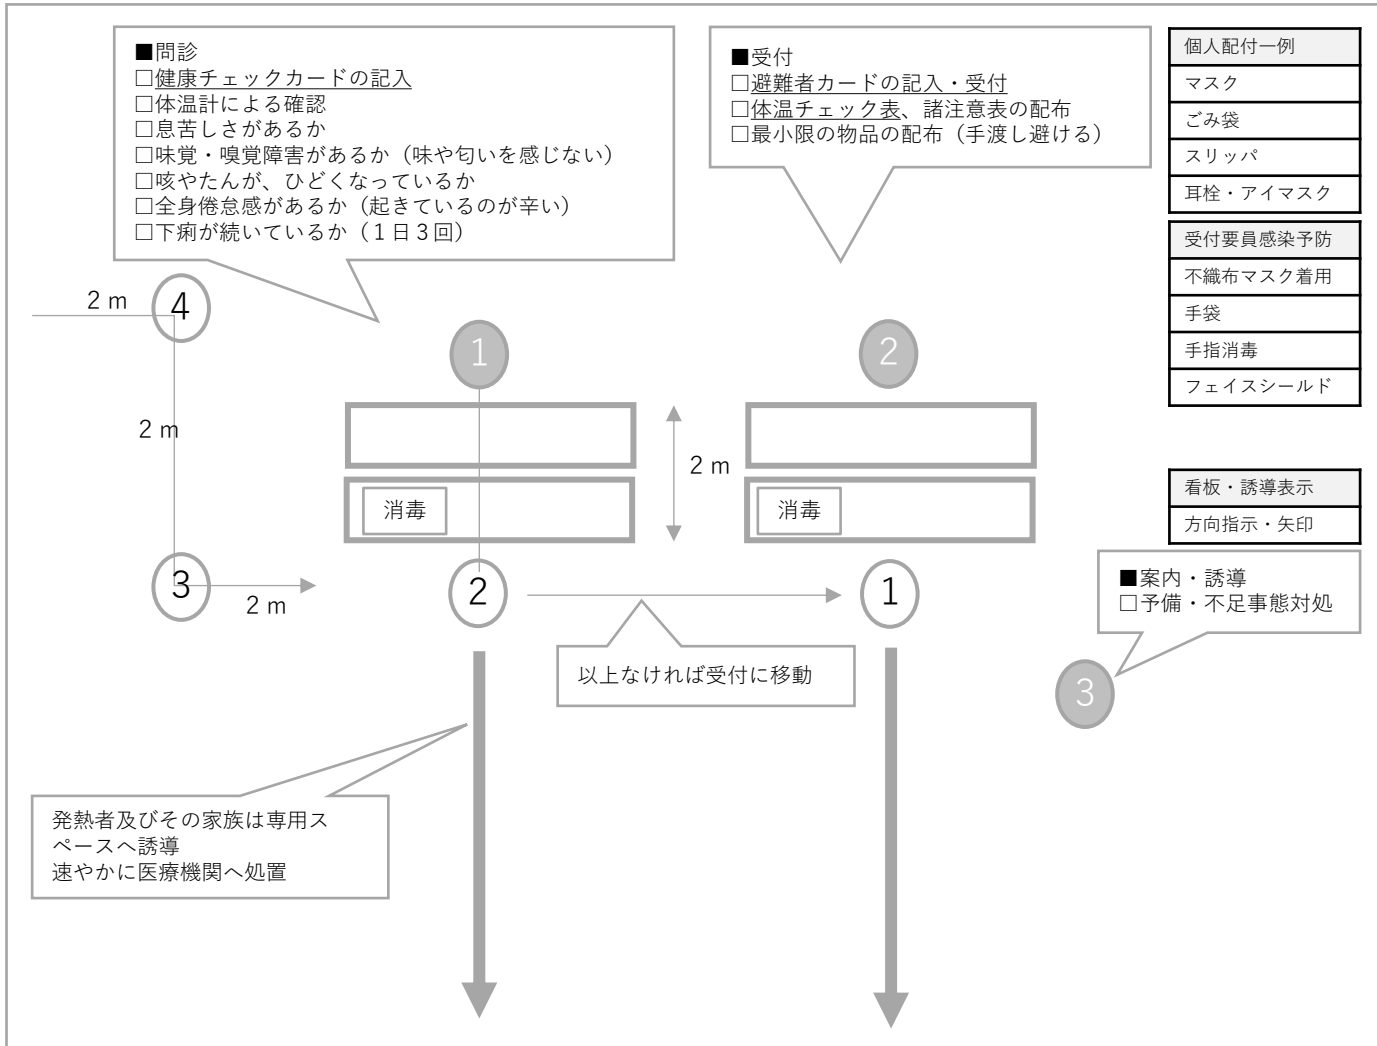 ■問診
□健康チェックカードの記入
□体温計による確認
□息苦しさがあるか
□味覚・嗅覚障害があるか（味や匂いを感じない）
□咳やたんが、ひどくなっているか
□全身倦怠感があるか（起きているのが辛い）
□下痢が続いているか（１日３回）
■受付
□避難者カードの記入・受付
□体温チェック表、諸注意表の配布
□最小限の物品の配布（手渡し避ける）
個人配付一例
マスク
ごみ袋
スリッパ
耳栓・アイマスク
受付要員感染予防
不織布マスク着用
手袋
手指消毒
フェイスシールド
2 m
4
1
2
2 m
2 m
消毒
消毒
看板・誘導表示
方向指示・矢印
3
2 m
2
1
■案内・誘導
□予備・不足事態対処
以上なければ受付に移動
3
発熱者及びその家族は専用ス
ペースへ誘導
速やかに医療機関へ処置